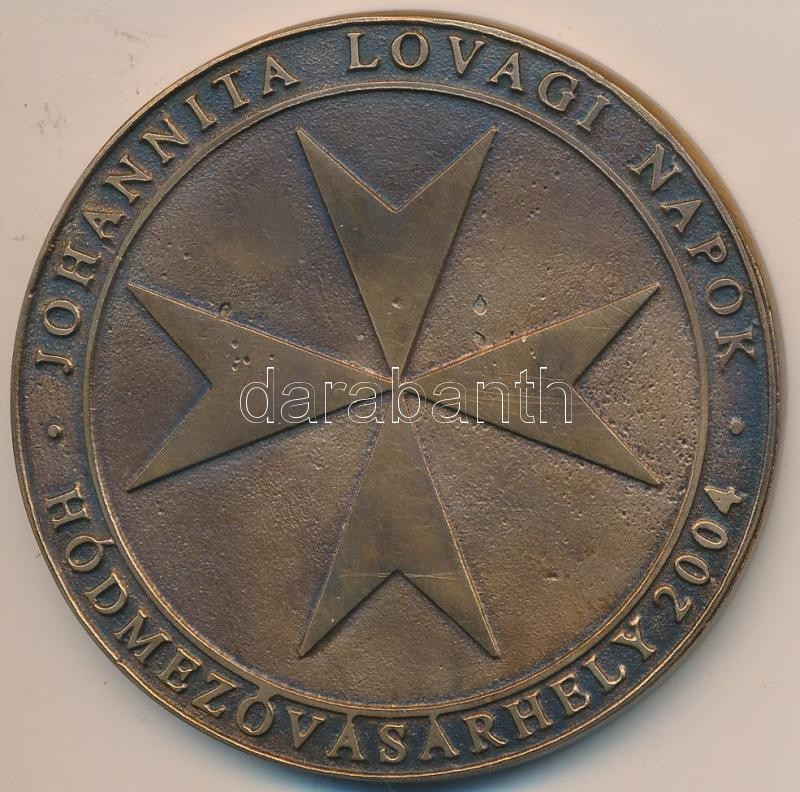 JOHANNITA LOVAGI NAPOK
· HÓDMEZŐVÁSÁRHELY 2004 ·
darabanth